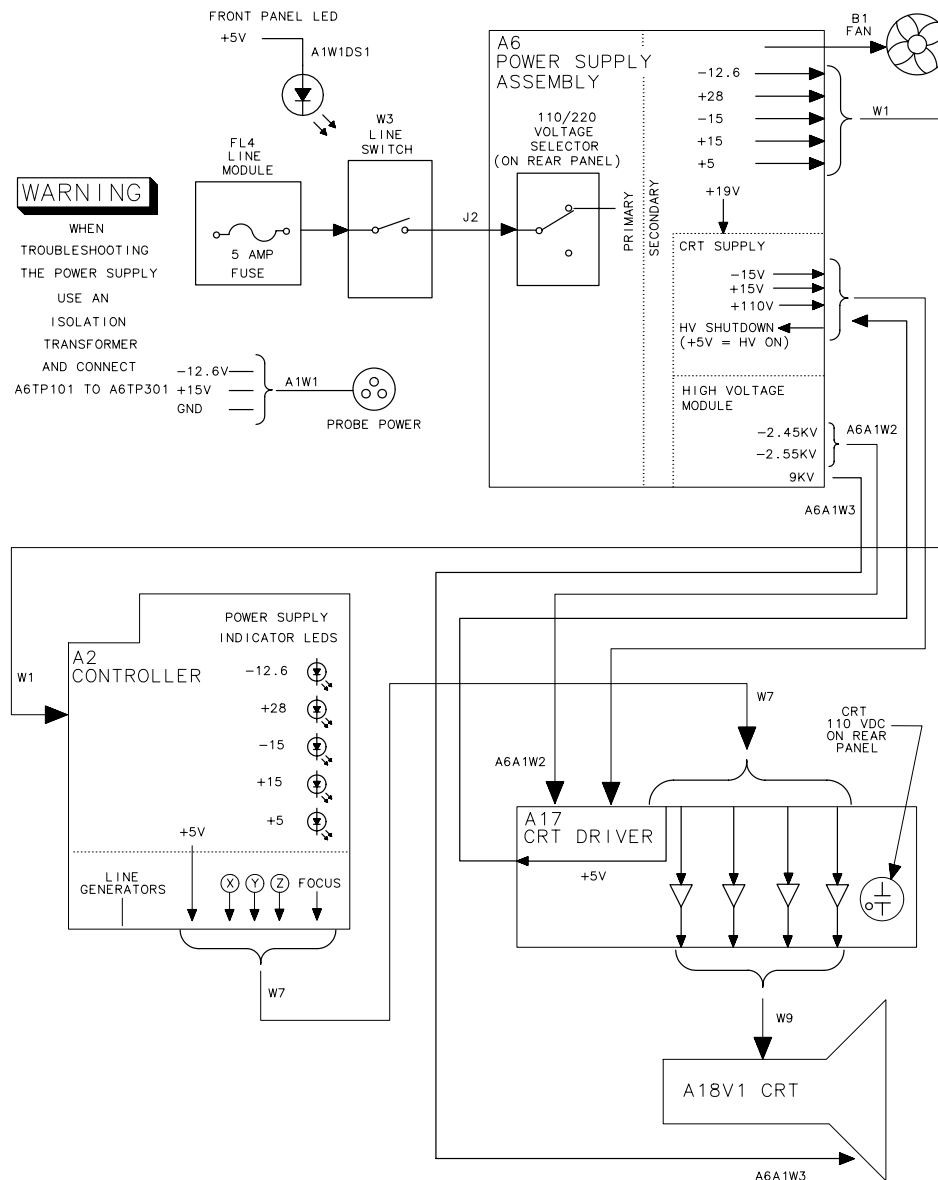 FRONT PANEL LED
+5V
A1W1DS1
FL4
LINE
MODULE
5 AMP
FUSE
W3
LINE
SWITCH
J2
WARNING
WHEN
TROUBLESHOOTING
THE POWER SUPPLY
USE AN
ISOLATION
TRANSFORMER
AND CONNECT
A6TP101 TO A6TP301
-12.6V
+15V
GND
A1W1
PROBE POWER
A6
POWER SUPPLY
ASSEMBLY
110/220
VOLTAGE
SELECTOR
(ON REAR PANEL)
PRIMARY
SECONDARY
B1
FAN
-12.6
+28
-15
+15
+5
W1
+19V
CRT SUPPLY
-15V
+15V
+110V
HV SHUTDOWN
(+5V = HV ON)
HIGH VOLTAGE
MODULE
-2.45KV
-2.55KV
9KV
A6A1W2
A6A1W3
W1
A2
CONTROLLER
POWER SUPPLY
INDICATOR LEDS
-12.6
+28
-15
+15
+5
+5V
LINE
GENERATORS
X
Y
Z
FOCUS
W7
W7
A6A1W2
CRT
110 VDC
ON REAR
PANEL
A17
CRT DRIVER
+5V
W9
A18V1 CRT
A6A1W3